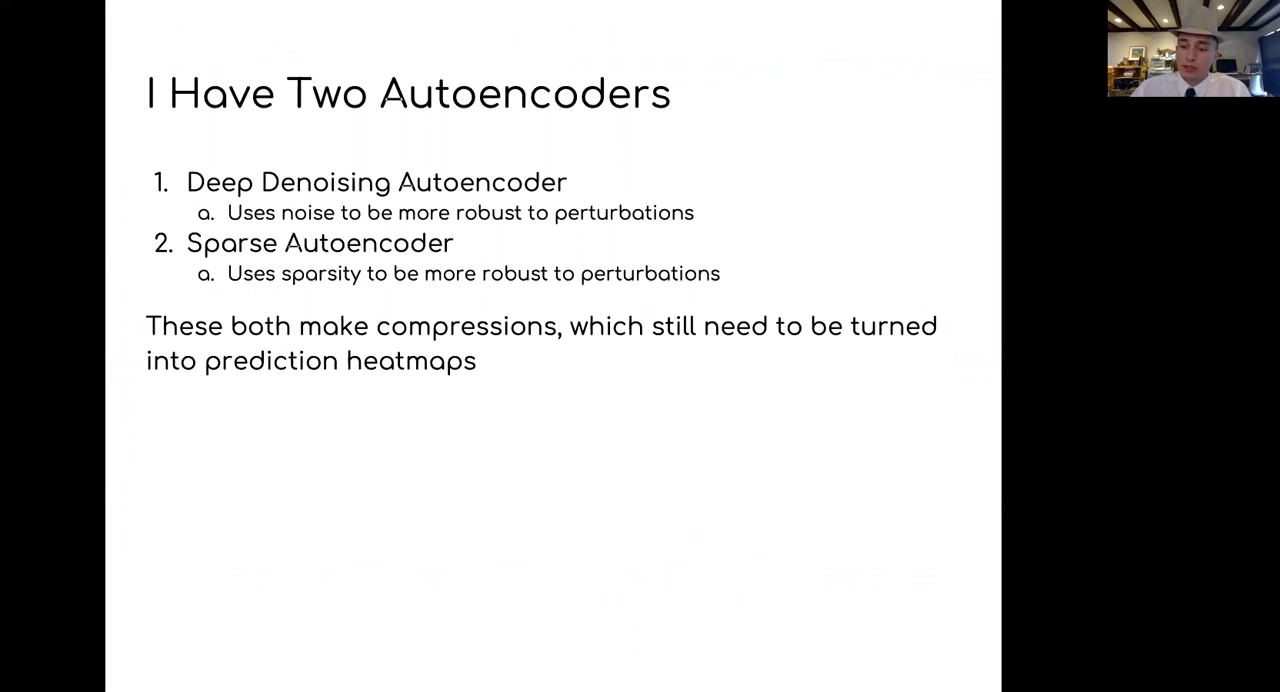 I Have Two Autoencoders
1. Deep Denoising Autoencoder
a. Uses noise to be more robust to perturbations
2. Sparse Autoencoder
a. Uses sparsity to be more robust to perturbations
These both make compressions, which still need to be turned
into prediction heatmaps